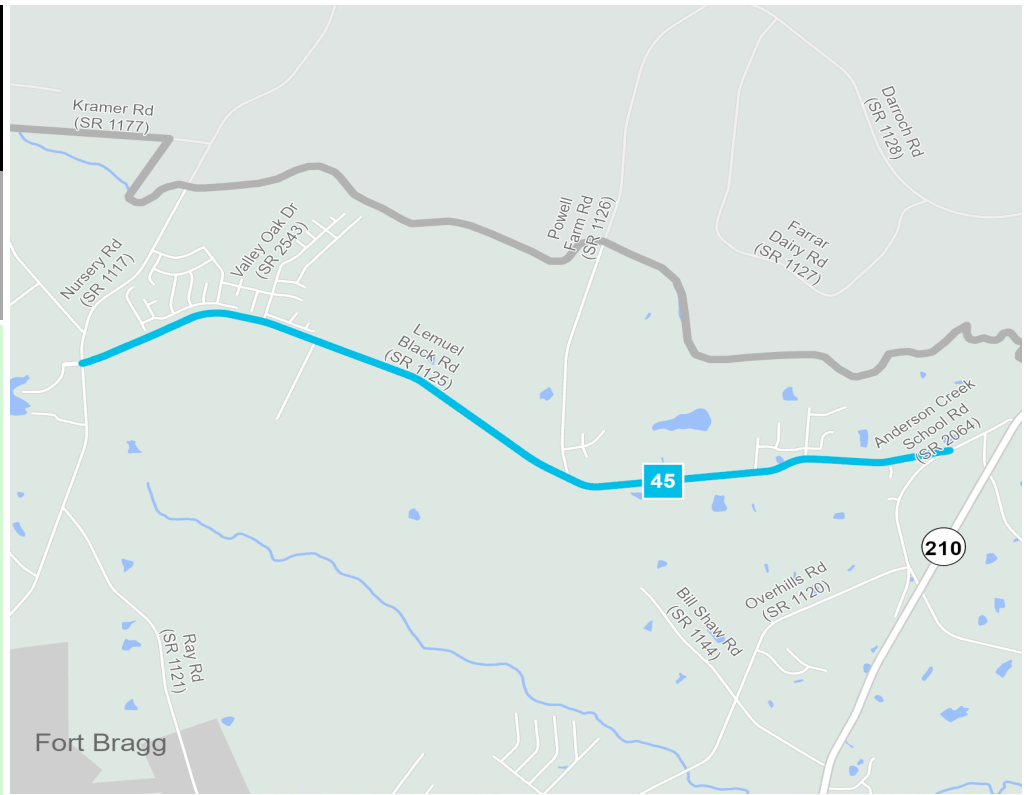 Kramer Rd
(SR 1177)
Darroch Rd
(SR 1128)
Powell
Farm Rd
(SR 1126)
Valley Oak Dr
(SR 2543)
Farrar
Dairy Rd
(SR 1127)
Nursery Rd
(SR 1117)
Lemuel
Black Rd
(SR 1125)
Anderson Creek
School Rd
(SR 2064)
45
210
Overhills Rd
(SR 1120)
Bill Shaw Rd
(SR 1144)
Ray Rd
(SR 1121)
Fort Bragg